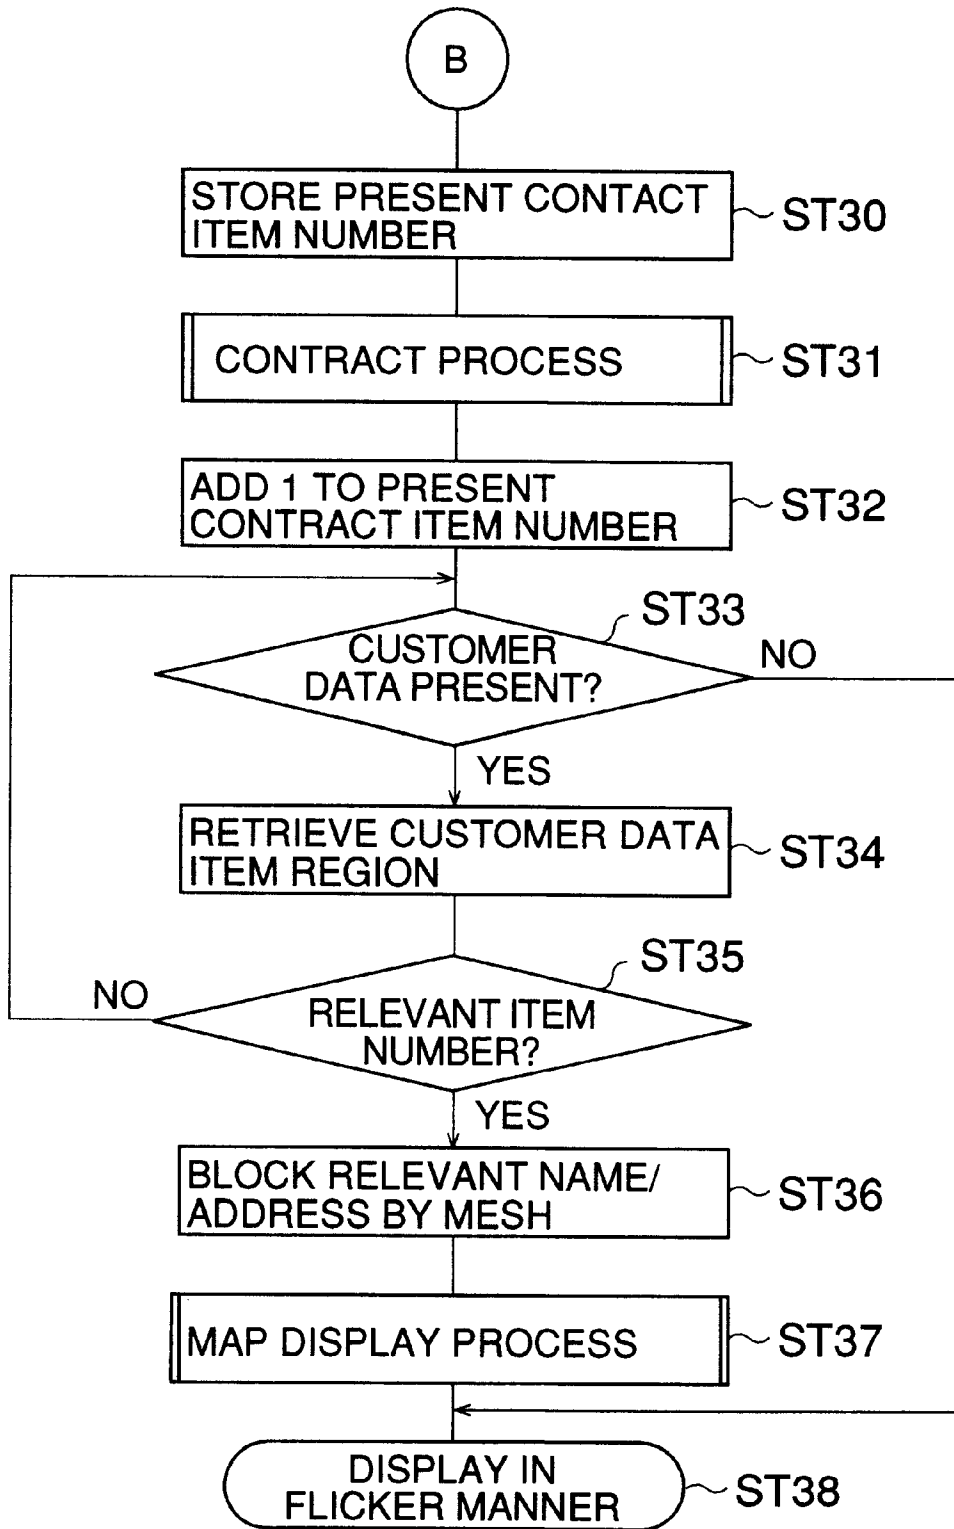 B
STORE PRESENT CONTACT
ITEM NUMBER
ST30
CONTRACT PROCESS
ST31
ADD 1 TO PRESENT
CONTRACT ITEM NUMBER
ST32
ST33
CUSTOMER
DATA PRESENT?
NO
YES
RETRIEVE CUSTOMER DATA
ITEM REGION
ST34
ST35
NO
RELEVANT ITEM
NUMBER?
YES
BLOCK RELEVANT NAME/
ADDRESS BY MESH
ST36
MAP DISPLAY PROCESS
ST37
DISPLAY IN
FLICKER MANNER
ST38